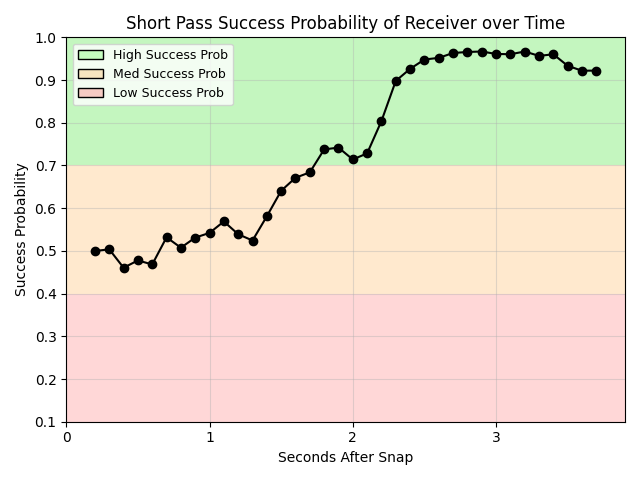 Short Pass Success Probability of Receiver over Time
1.0
High Success Prob
Med Success Prob
Low Success Prob
0.9
0.8
0.7
0.6
0.5
0.4
0.3
0.2
0.1
Success Probability
0 1 2 3
Seconds After Snap